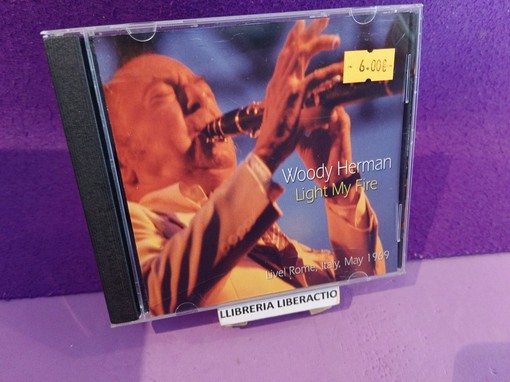 - 6.00€-
Woody Herman
Light My Fire
Live! Rome, Italy, May 1969
LLIBRERIA LIBERACTIO